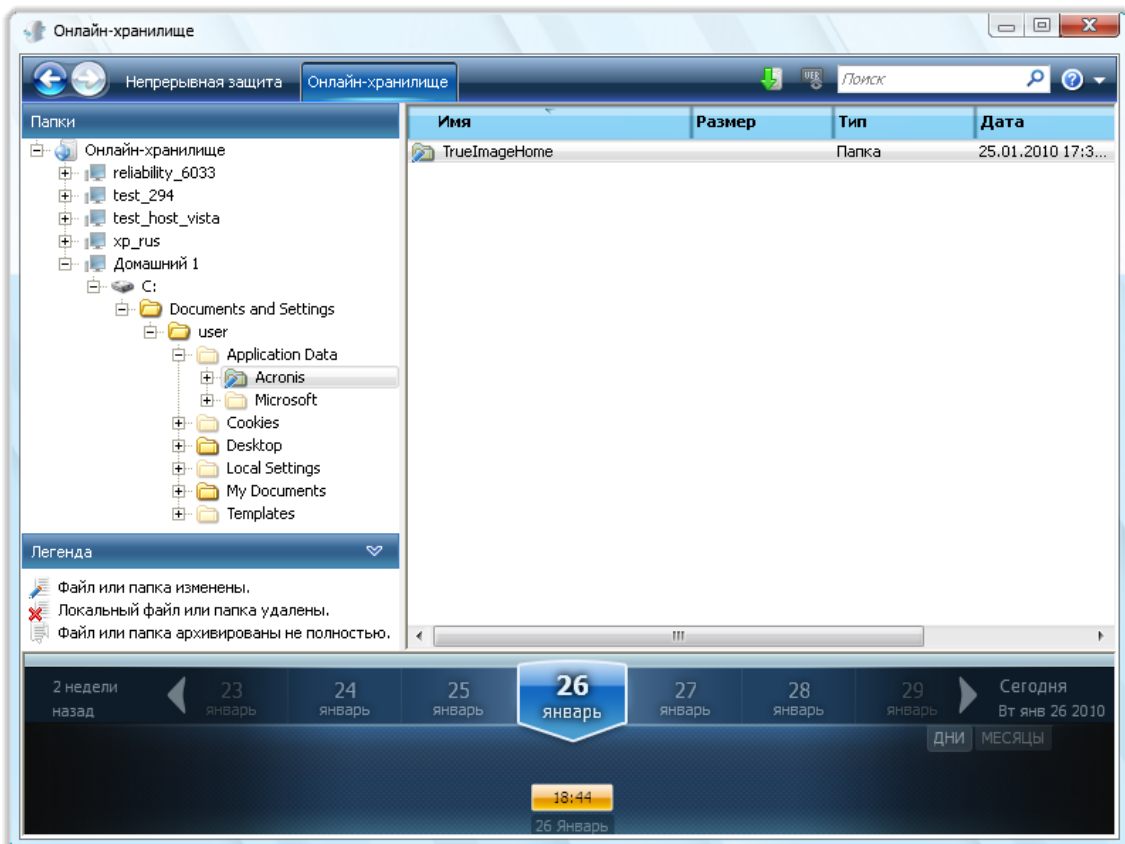 Онлайн-хранилище
Непрерывная защита Онлайн-хранилище VER Поиск ?
Папки
Онлайн-хранилище
reliability_6033
test_294
test_host_vista
xp_rus
Домашний 1
C:
Documents and Settings
user
Application Data
Acronis
Microsoft
Cookies
Desktop
Local Settings
My Documents
Templates
Легенда
Файл или папка изменены.
Локальный файл или папка удалены.
Файл или папка архивированы не полностью.
Имя Размер Тип Дата
TrueImageHome Папка 25.01.2010 17:3...
2 недели назад
23 январь
24 январь
25 январь
26 январь
27 январь
28 январь
29 январь
Сегодня
Вт янв 26 2010
ДНИ МЕСЯЦЫ
18:44
26 Январь